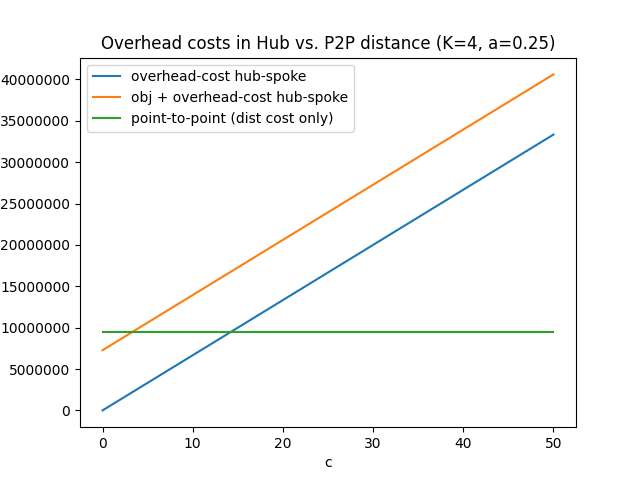 Overhead costs in Hub vs. P2P distance (K=4, a=0.25)
overhead-cost hub-spoke
obj + overhead-cost hub-spoke
point-to-point (dist cost only)
40000000
35000000
30000000
25000000
20000000
15000000
10000000
5000000
0
0 10 20 30 40 50
c